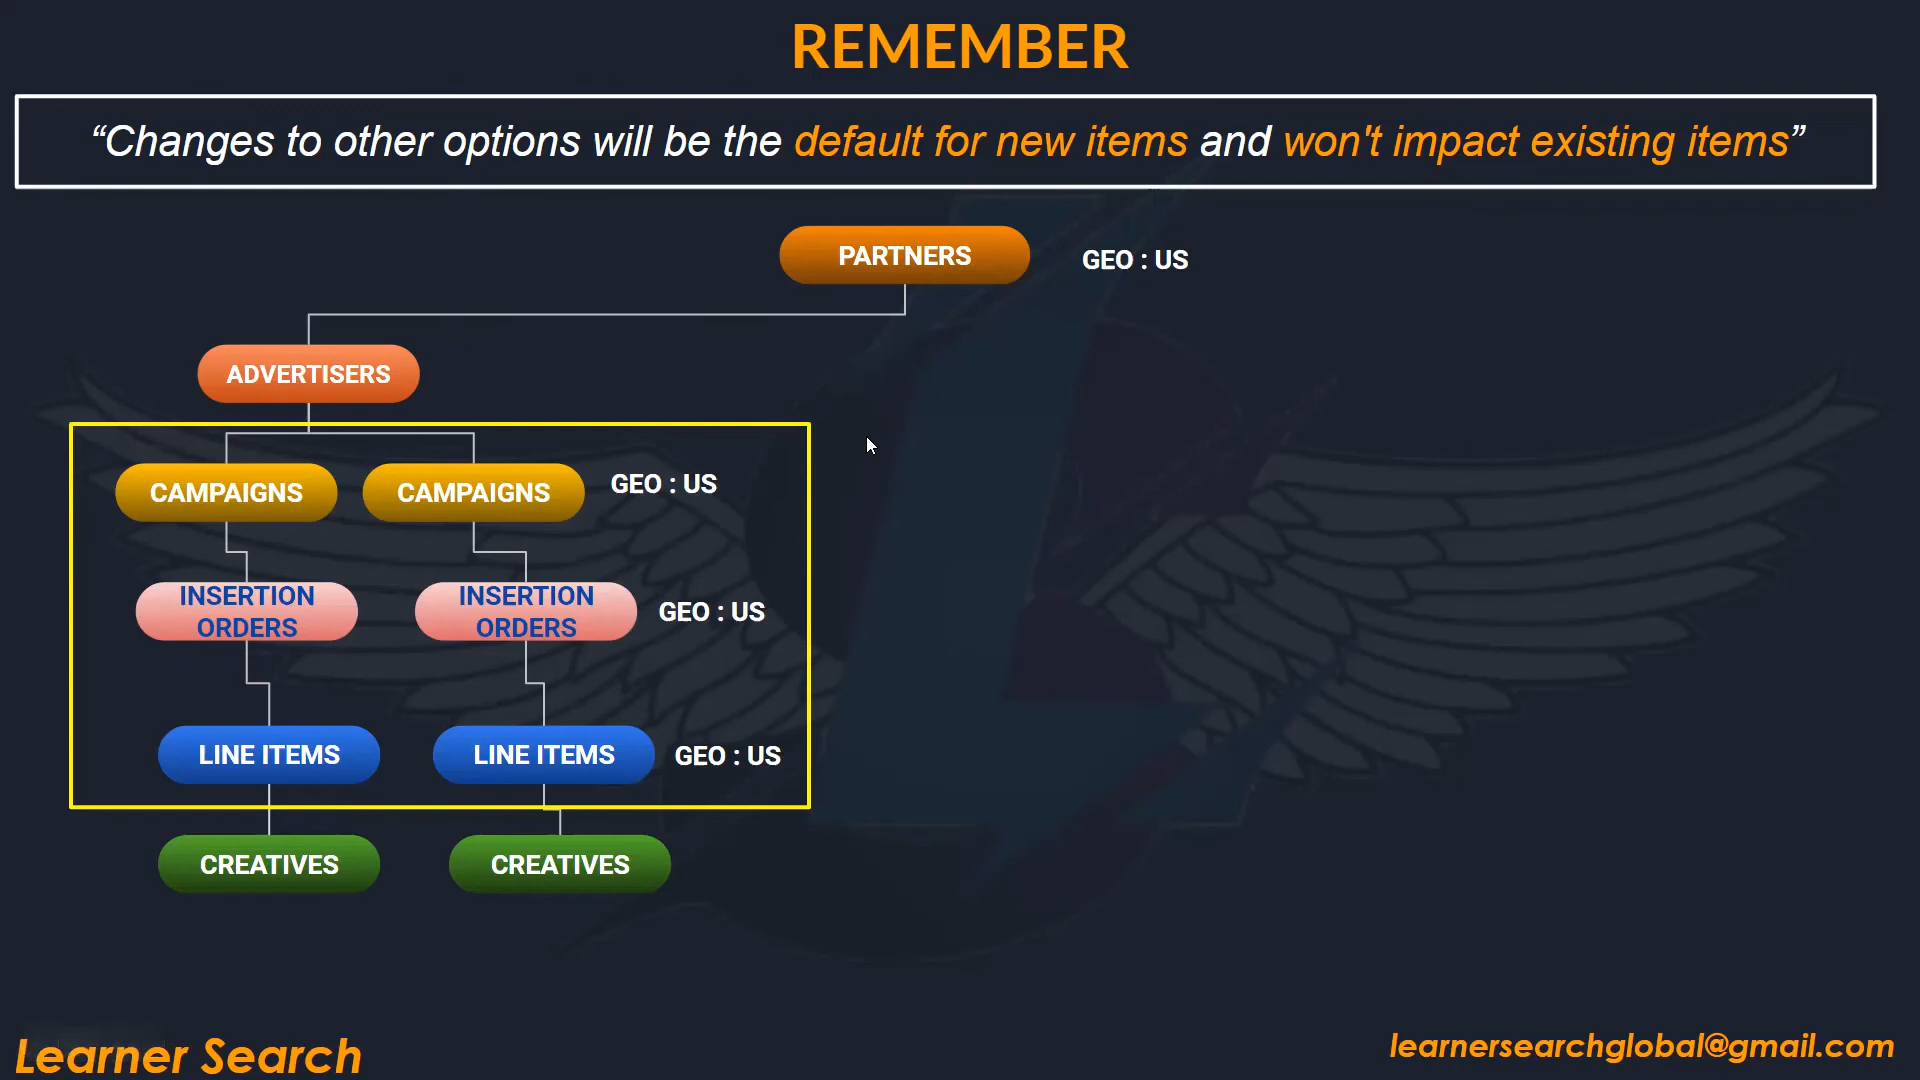 REMEMBER
“Changes to other options will be the default for new items and won't impact existing items”
PARTNERS
GEO : US
ADVERTISERS
CAMPAIGNS
CAMPAIGNS
GEO : US
INSERTION
ORDERS
INSERTION
ORDERS
GEO : US
LINE ITEMS
LINE ITEMS
GEO : US
CREATIVES
CREATIVES
Learner Search
learnersearchglobal@gmail.com